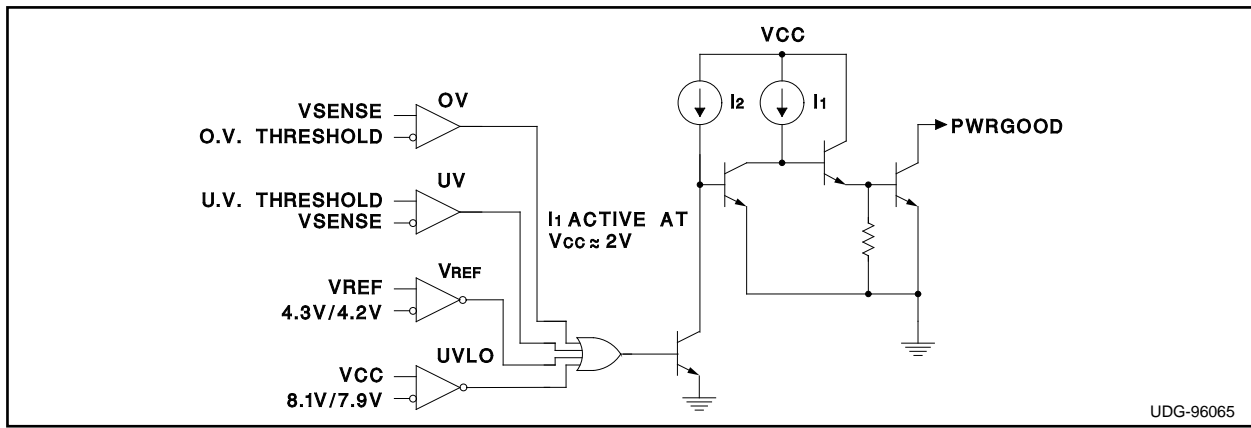 VCC
I2
I1
OV
VSENSE
O.V. THRESHOLD
PWRGOOD
UV
U.V. THRESHOLD
VSENSE
I1 ACTIVE AT
VCC ≈ 2V
VREF
VREF
4.3V/4.2V
UVLO
VCC
8.1V/7.9V
UDG-96065